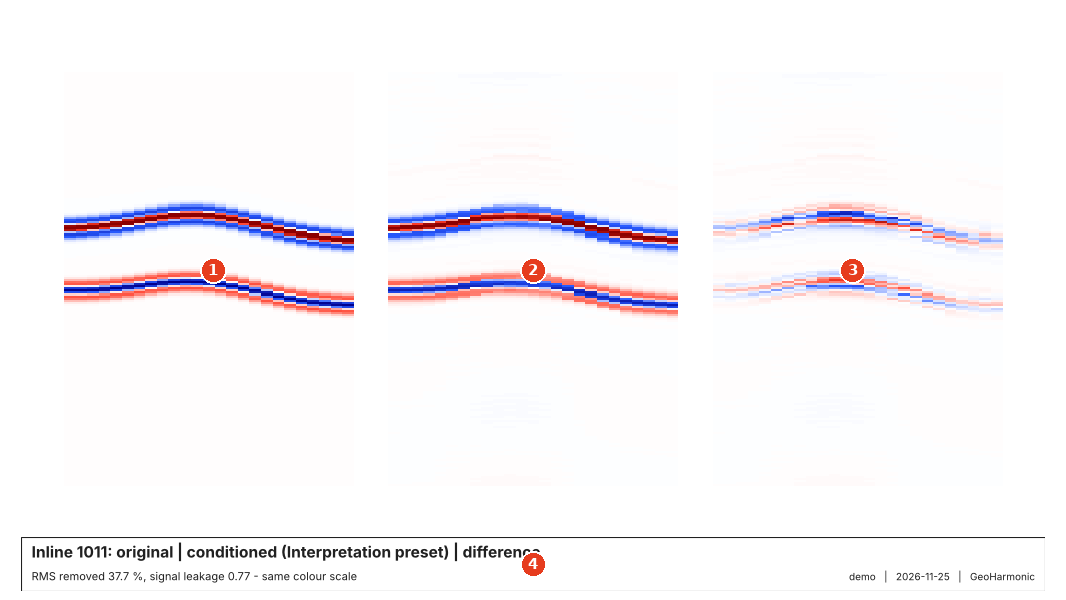 1
2
3
Inline 1011: original | conditioned (Interpretation preset) | difference
4
RMS removed 37.7 %, signal leakage 0.77 - same colour scale
demo | 2026-11-25 | GeoHarmonic